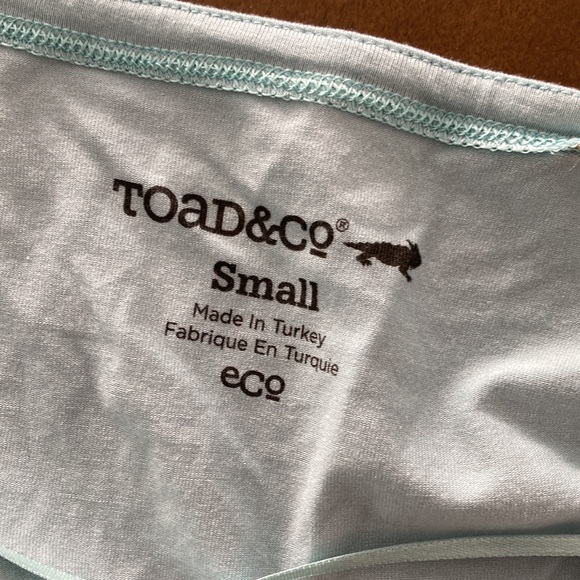 TOaD&Co®
Small
Made In Turkey
Fabrique En Turquie
eCo